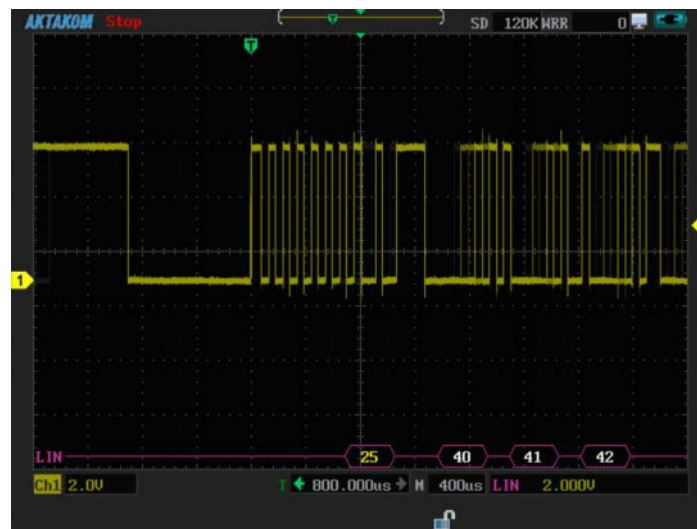 AKTAKOM Stop T SD 120K WRR 0
T
1
LIN 25 40 41 42
Ch1 2.0V T 800.000us M 400us LIN 2.000V